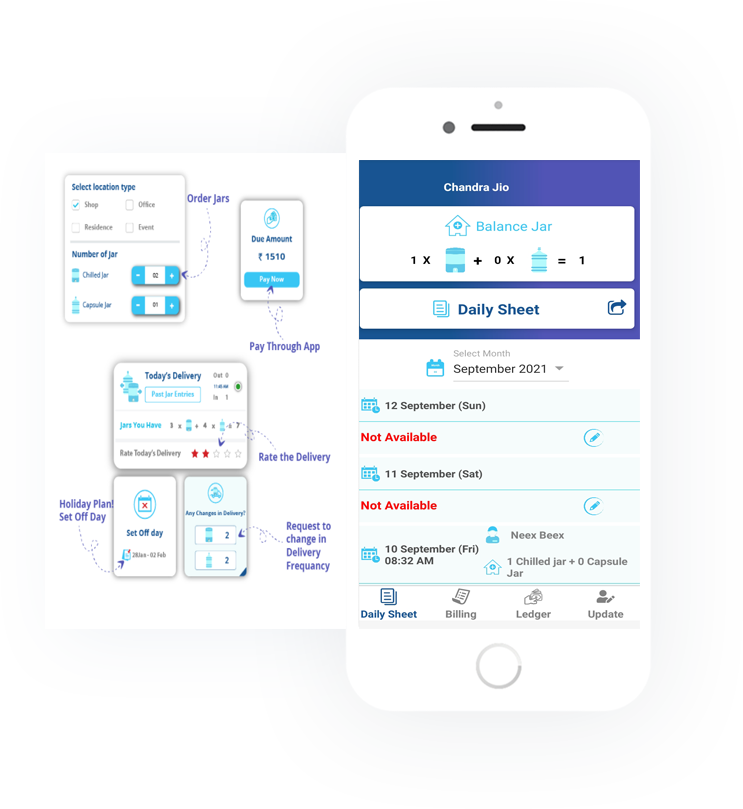 Select location type
Shop
Office
Residence
Event
Number of Jar
Chilled Jar
- 02 +
Capsule Jar
- 01 +
Order Jars
Due Amount
₹ 1510
Pay Now
Pay Through App
Today's Delivery
Past Jar Entries
Out 0
11:40 AM
In 1
Jars You Have 3 x + 4 x
Rate Today's Delivery
Rate the Delivery
Holiday Plan!
Set Off Day
Set Off day
28Jan - 02 Feb
Any Changes in Delivery?
2
2
Request to
change in
Delivery
Frequancy
Chandra Jio
Balance Jar
1 X + 0 X = 1
Daily Sheet
Select Month
September 2021
12 September (Sun)
Not Available
11 September (Sat)
Not Available
10 September (Fri)
08:32 AM
Neex Beex
1 Chilled jar + 0 Capsule
Jar
Daily Sheet
Billing
Ledger
Update